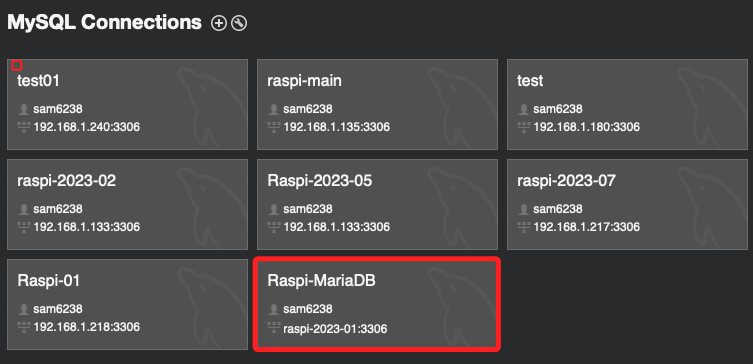 MySQL Connections
test01
sam6238
192.168.1.240:3306
raspi-main
sam6238
192.168.1.135:3306
test
sam6238
192.168.1.180:3306
raspi-2023-02
sam6238
192.168.1.133:3306
Raspi-2023-05
sam6238
192.168.1.133:3306
raspi-2023-07
sam6238
192.168.1.217:3306
Raspi-01
sam6238
192.168.1.218:3306
Raspi-MariaDB
sam6238
raspi-2023-01:3306